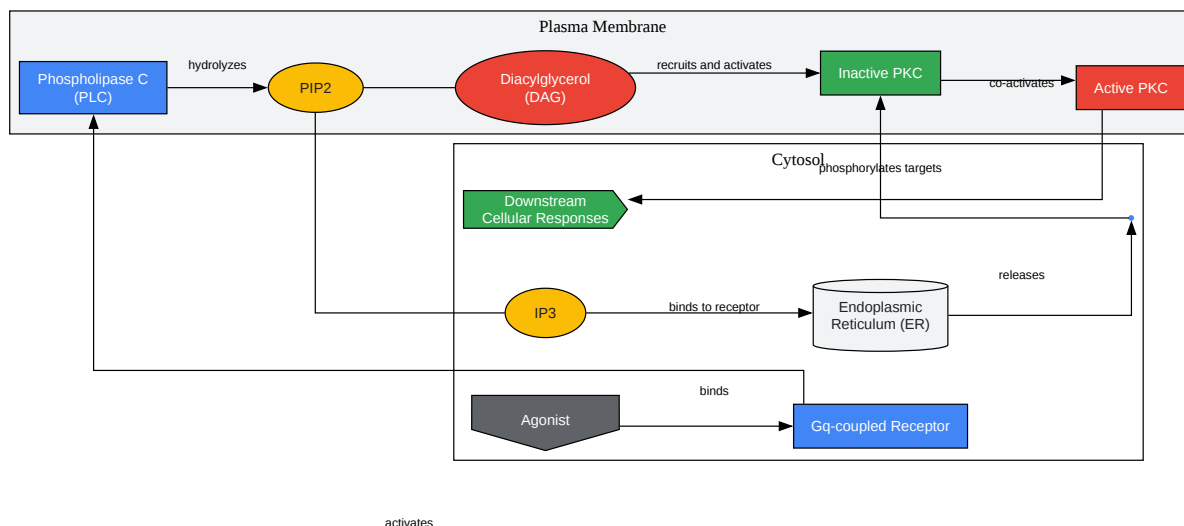 Plasma Membrane
Phospholipase C
(PLC)
hydrolyzes
PIP2
Diacylglycerol
(DAG)
recruits and activates
Inactive PKC
co-activates
Active PKC
Cytosol
phosphorylates targets
Downstream
Cellular Responses
releases
IP3
binds to receptor
Endoplasmic
Reticulum (ER)
Agonist
binds
Gq-coupled Receptor
activates